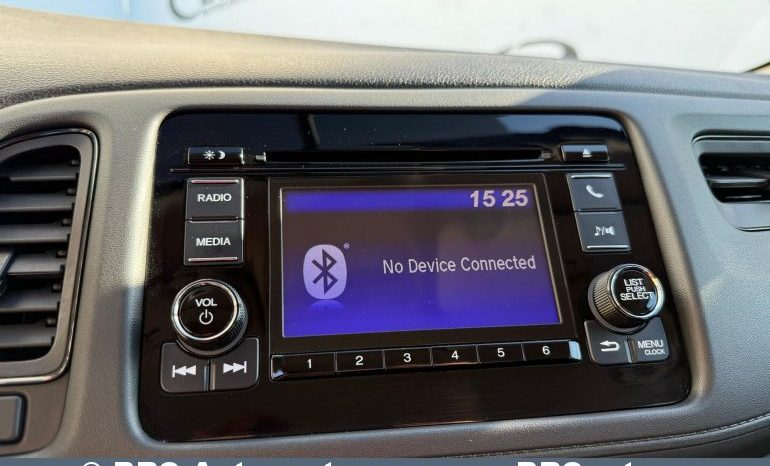 15 25
RADIO
MEDIA
No Device Connected
VOL
LIST
PUSH
SELECT
MENU
CLOCK
1 2 3 4 5 6